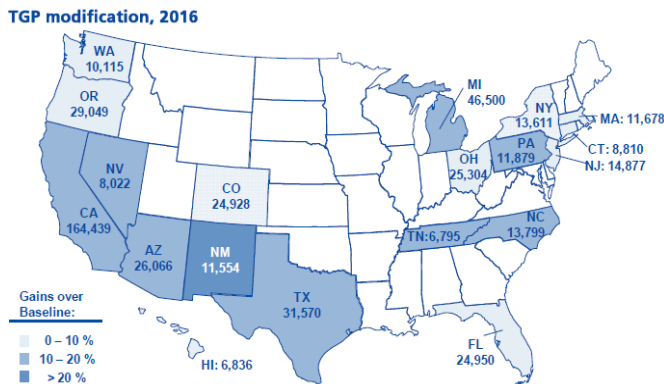 TGP modification, 2016
WA
10,115
OR
29,049
MI
46,500
NY
13,611
MA: 11,678
CT: 8,810
NJ: 14,877
PA
11,879
OH
25,304
NV
8,022
CO
24,928
CA
164,439
AZ
26,066
NM
11,554
TN:6,795
NC
13,799
TX
31,570
FL
24,950
HI: 6,836
Gains over
Baseline:
0 – 10 %
10 – 20 %
> 20 %